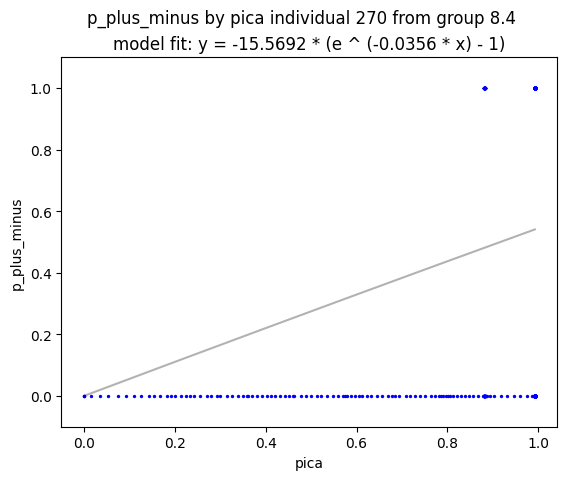 p_plus_minus by pica individual 270 from group 8.4
model fit: y = -15.5692 * (e ^ (-0.0356 * x) - 1)
1.0
0.8
0.6
0.4
0.2
0.0
p_plus_minus
0.0 0.2 0.4 0.6 0.8 1.0
pica